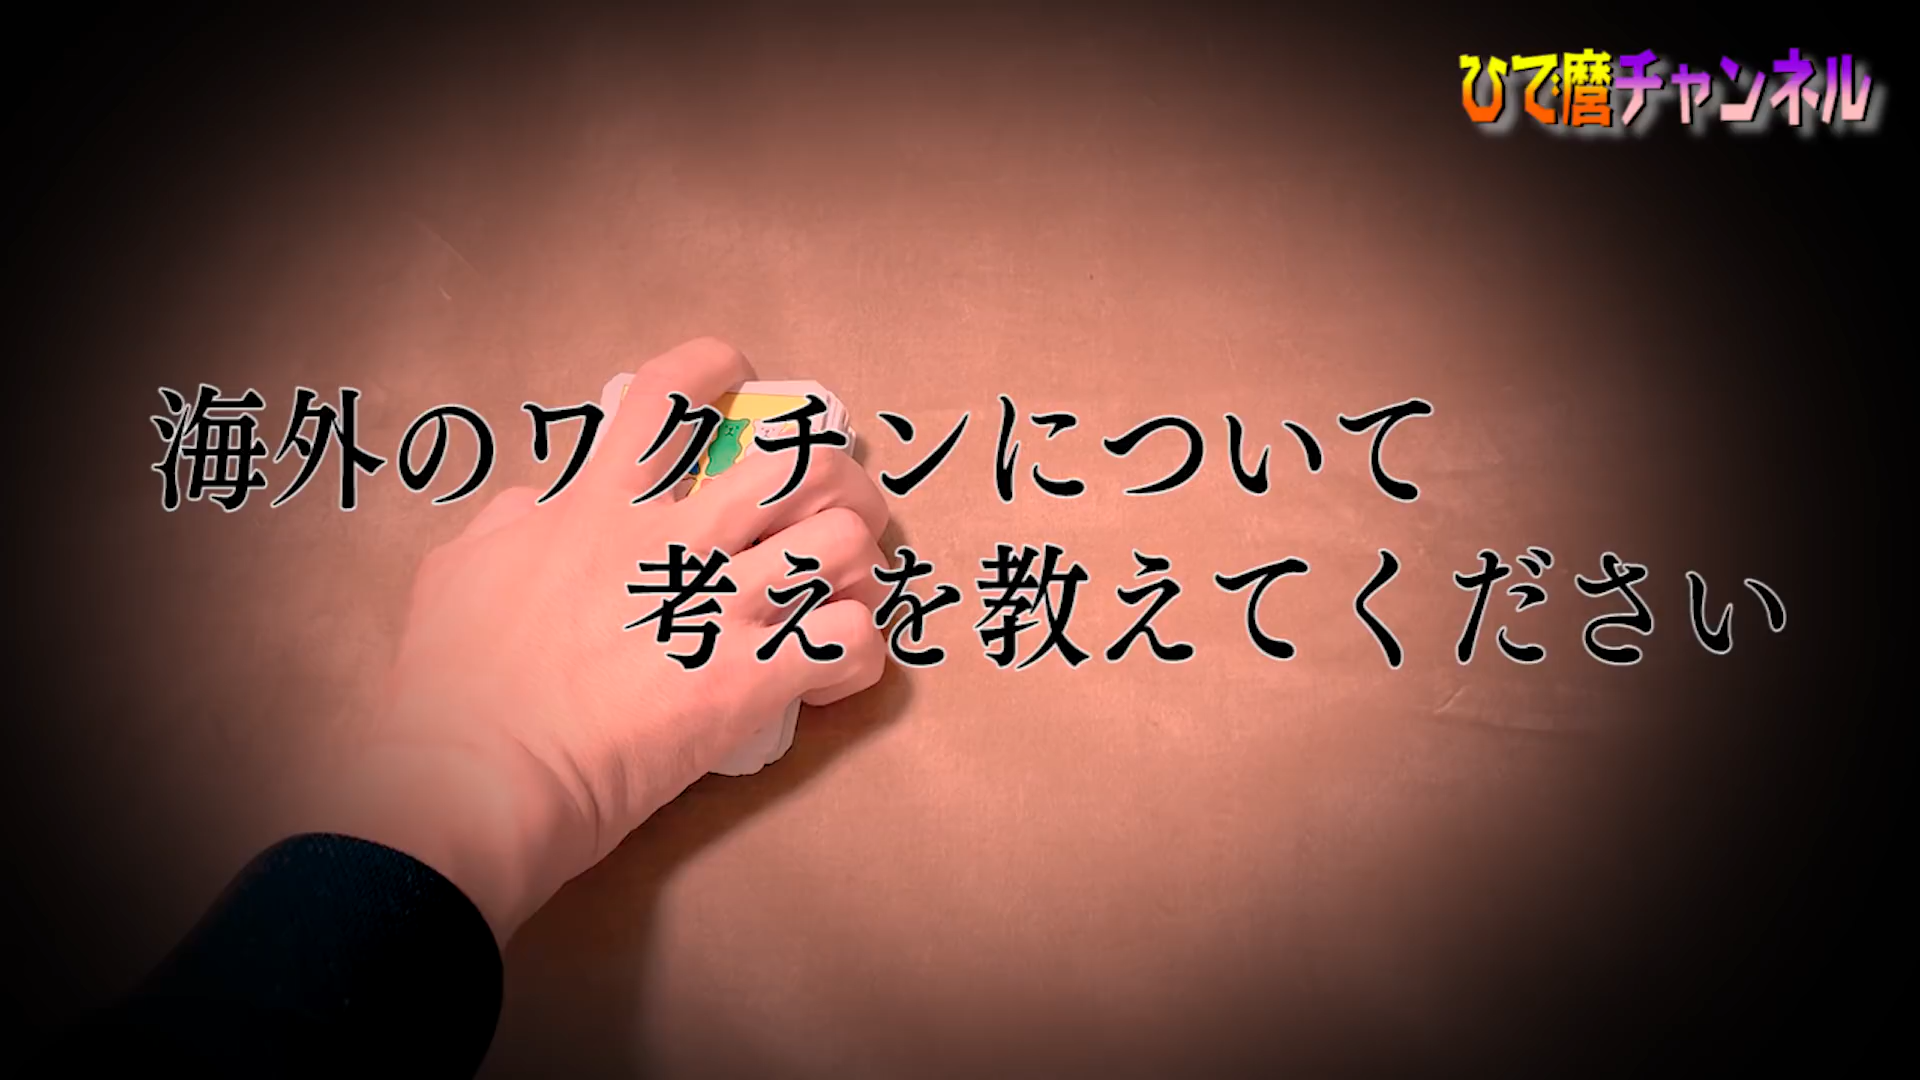 ひで麿チャンネル
海外のワクチンについて
考えを教えてください